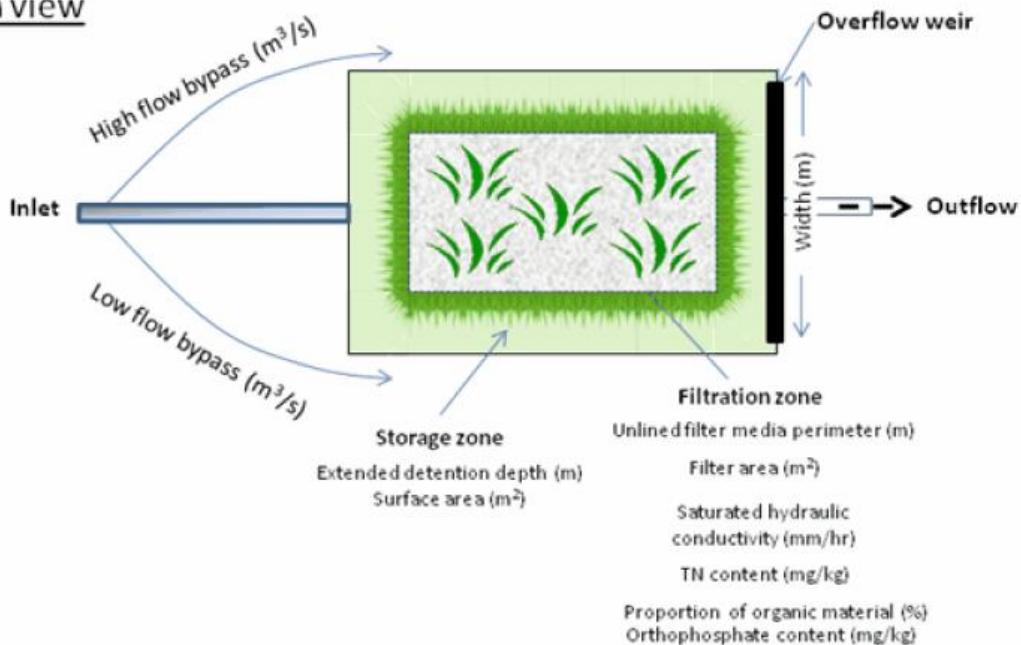 view
Overflow weir
High flow bypass (m³/s)
Inlet
Width (m)
Outflow
Low flow bypass (m³/s)
Storage zone
Extended detention depth (m)
Surface area (m²)
Filtration zone
Unlined filter media perimeter (m)
Filter area (m²)
Saturated hydraulic
conductivity (mm/hr)
TN content (mg/kg)
Proportion of organic material (%)
Orthophosphate content (mg/kg)